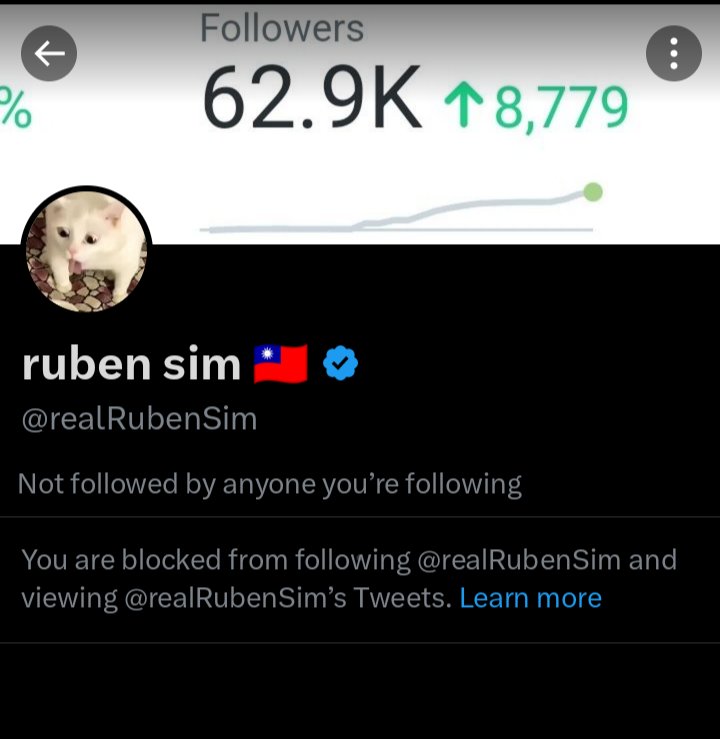 Followers
%
62.9K ↑8,779
ruben sim 🇹🇼
@realRubenSim
Not followed by anyone you’re following
You are blocked from following @realRubenSim and
viewing @realRubenSim’s Tweets. Learn more